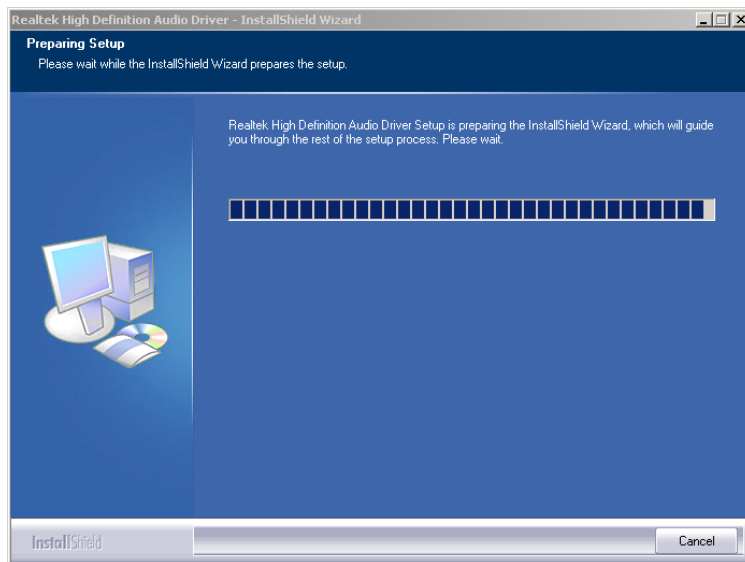 Realtek High Definition Audio Driver - InstallShield Wizard
Preparing Setup
Please wait while the InstallShield Wizard prepares the setup.
Realtek High Definition Audio Driver Setup is preparing the InstallShield Wizard, which will guide
you through the rest of the setup process. Please wait.
InstallShield
Cancel